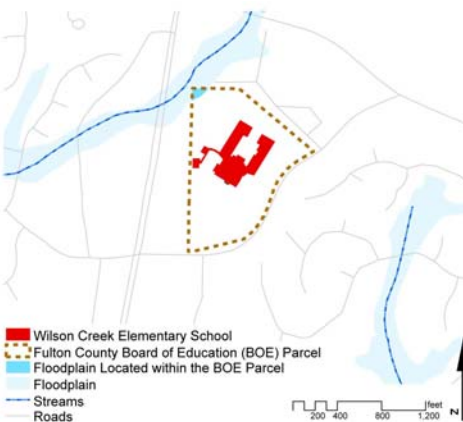 Wilson Creek Elementary School
Fulton County Board of Education (BOE) Parcel
Floodplain Located within the BOE Parcel
Floodplain
Streams
Roads
feet
200 400 800 1,200
N